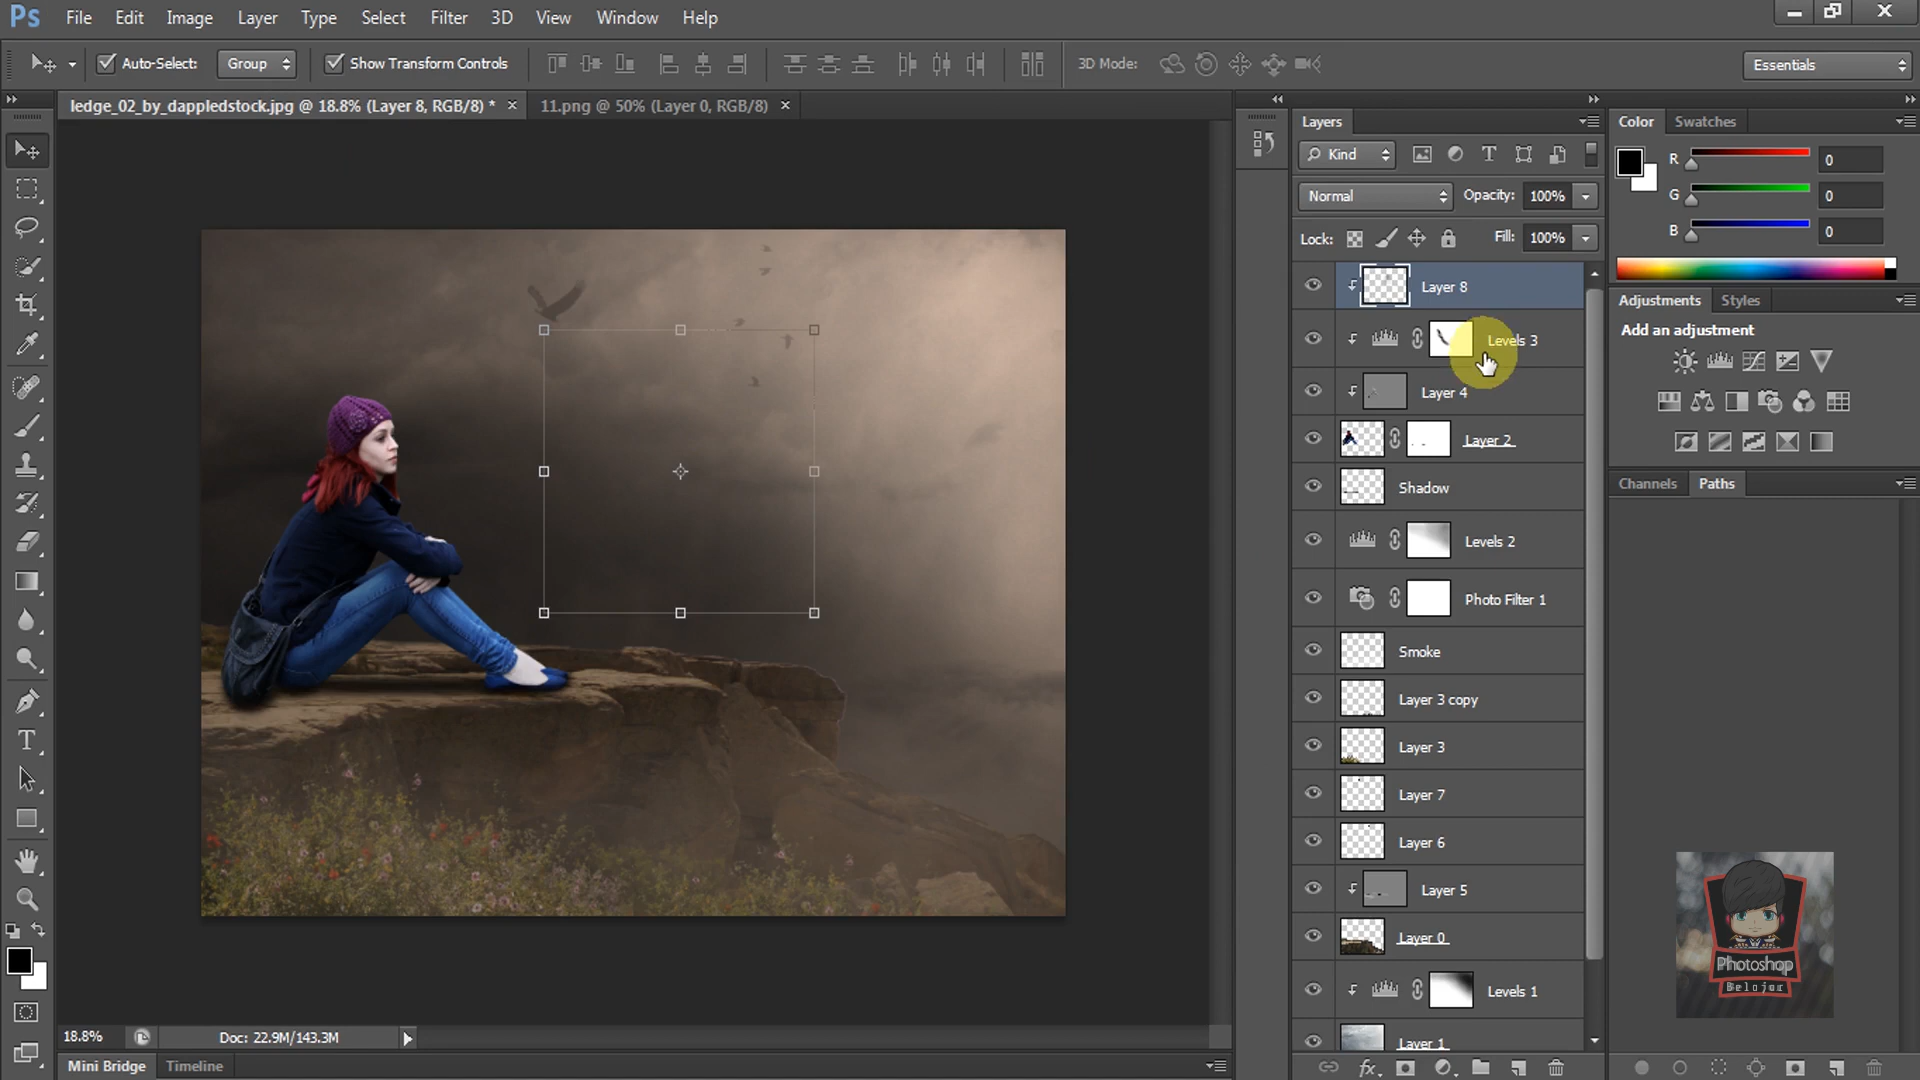 Ps File Edit Image Layer Type Select Filter 3D View Window Help
Auto-Select: Group Show Transform Controls 3D Mode: Essentials
ledge_02_by_dappledstock.jpg @ 18.8% (Layer 8, RGB/8) * × 11.png @ 50% (Layer 0, RGB/8) ×
Layers
Kind
Normal Opacity: 100%
Lock: Fill: 100%
Layer 8
Levels 3
Layer 4
Layer 2
Shadow
Levels 2
Photo Filter 1
Smoke
Layer 3 copy
Layer 3
Layer 7
Layer 6
Layer 5
Layer 0
Levels 1
Layer 1
fx
Color Swatches
R 0
G 0
B 0
Adjustments Styles
Add an adjustment
Channels Paths
Photoshop
Belajar
18.8% Doc: 22.9M/143.3M
Mini Bridge Timeline